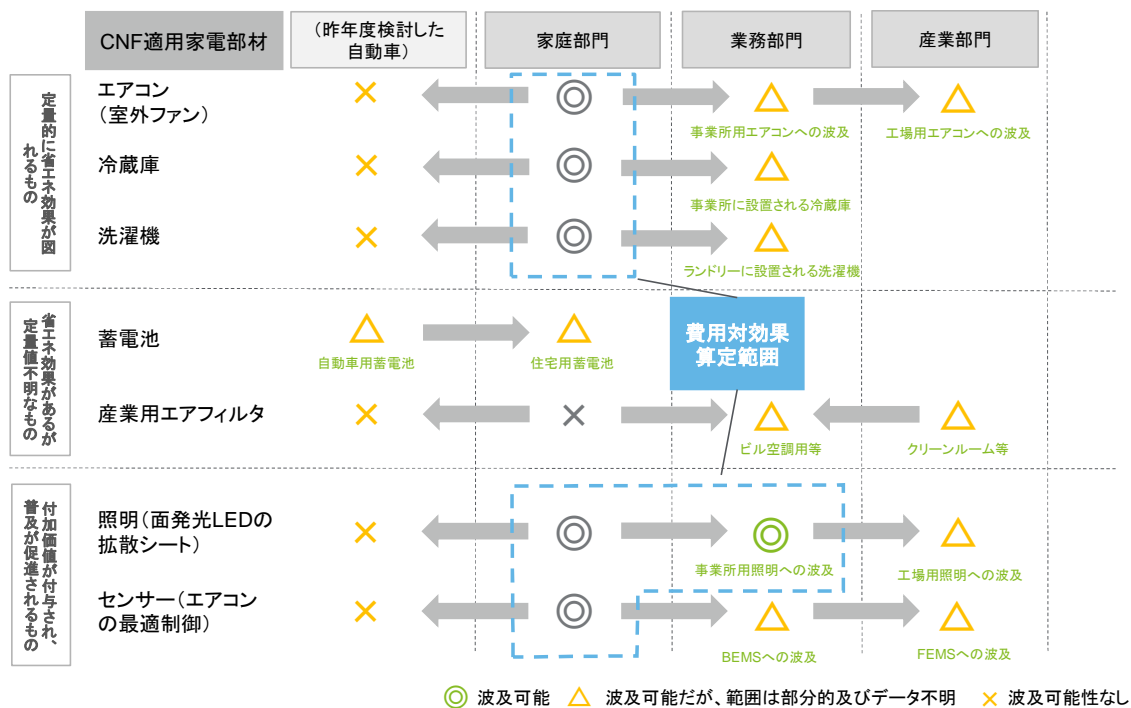 CNF適用家電部材
（昨年度検討した
自動車）
家庭部門
業務部門
産業部門
定量的に省エネ効果が図
れるもの
エアコン
（室外ファン）
×
◎
△
事業所用エアコンへの波及
△
工場用エアコンへの波及
冷蔵庫
×
◎
△
事業所に設置される冷蔵庫
洗濯機
×
◎
△
ランドリーに設置される洗濯機
省エネ効果があるが
定量値不明なもの
蓄電池
△
自動車用蓄電池
△
住宅用蓄電池
費用対効果
算定範囲
産業用エアフィルタ
×
×
△
ビル空調用等
△
クリーンルーム等
付加価値が付与され、
普及が促進されるもの
照明（面発光LEDの
拡散シート）
×
◎
◎
事業所用照明への波及
△
工場用照明への波及
センサー（エアコン
の最適制御）
×
◎
△
BEMSへの波及
△
FEMSへの波及
◎ 波及可能 △ 波及可能だが、範囲は部分的及びデータ不明 × 波及可能性なし